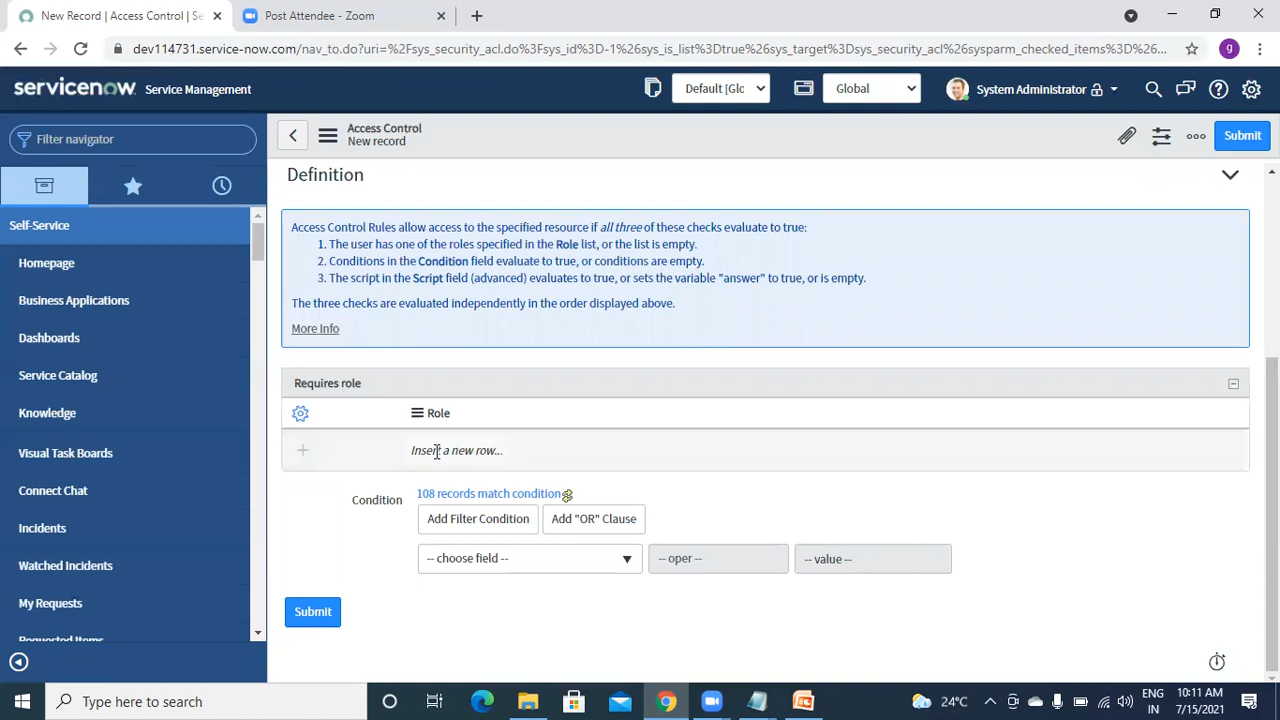 New Record | Access Control | Se
Post Attendee - Zoom
dev114731.service-now.com/nav_to.do?uri=%2Fsys_security_acl.do%3Fsys_id%3D-1%26sys_is_list%3Dtrue%26sys_target%3Dsys_security_acl%26sysparm_checked_items%3D%26...
g
servicenow Service Management
Default [Glo
Global
System Administrator
Filter navigator
Access Control
New record
Submit
Self-Service
Homepage
Business Applications
Dashboards
Service Catalog
Knowledge
Visual Task Boards
Connect Chat
Incidents
Watched Incidents
My Requests
Requested Items
Definition
Access Control Rules allow access to the specified resource if all three of these checks evaluate to true:
1. The user has one of the roles specified in the Role list, or the list is empty.
2. Conditions in the Condition field evaluate to true, or conditions are empty.
3. The script in the Script field (advanced) evaluates to true, or sets the variable "answer" to true, or is empty.
The three checks are evaluated independently in the order displayed above.
More Info
Requires role
Role
Insert a new row...
Condition
108 records match condition
Add Filter Condition
Add "OR" Clause
-- choose field --
-- oper --
-- value --
Submit
Type here to search
24°C
ENG
IN
10:11 AM
7/15/2021